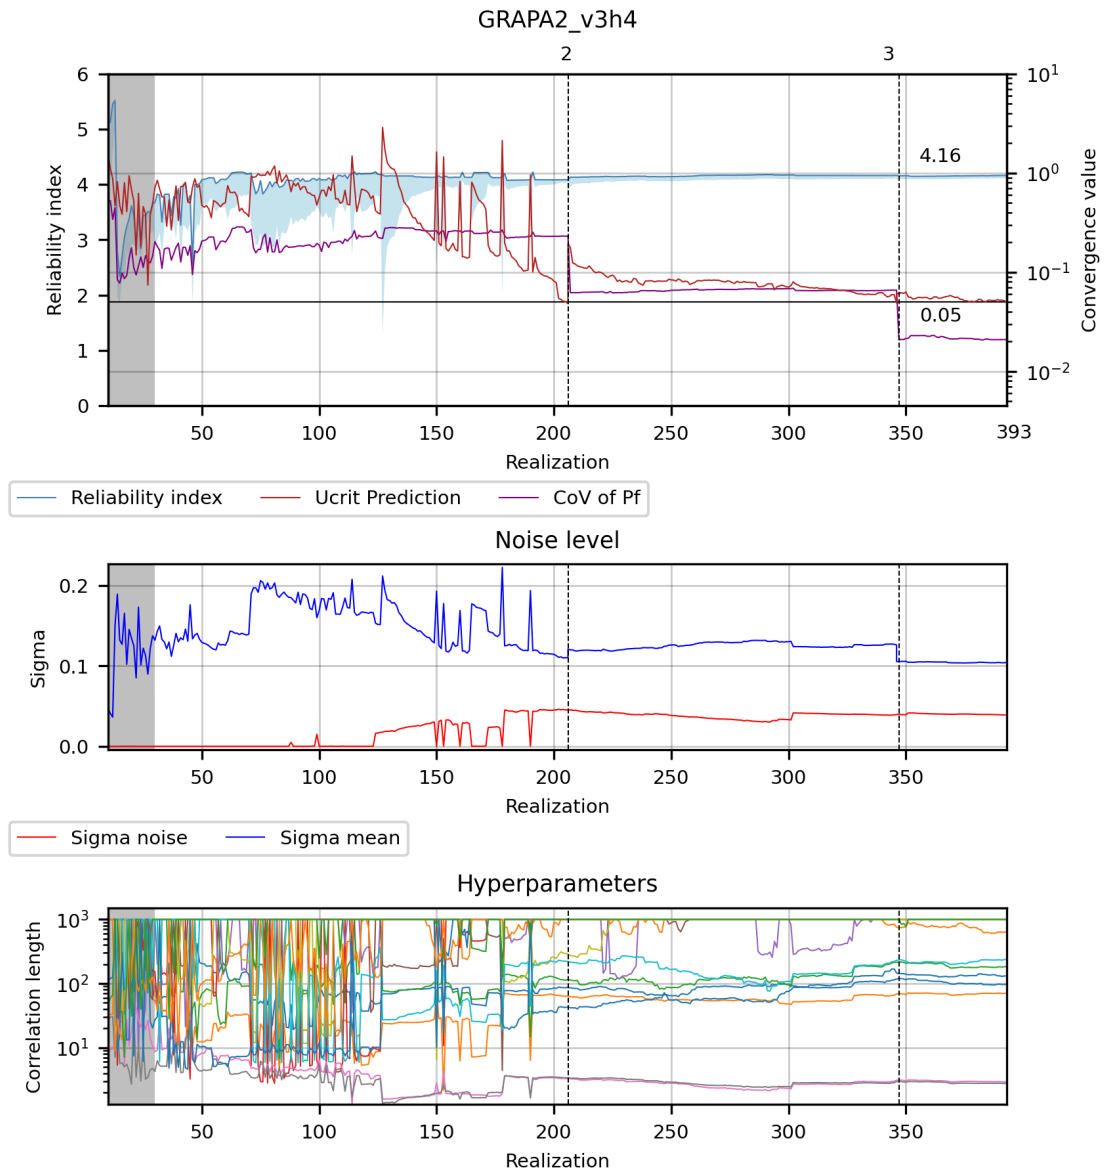 GRAPA2_v3h4
2 3
6 5 4 3 2 1 0
Reliability index
10^1 10^0 10^-1 10^-2
Convergence value
4.16
0.05
50 100 150 200 250 300 350 393
Realization
Reliability index Ucrit Prediction CoV of Pf
Noise level
0.2 0.1 0.0
Sigma
50 100 150 200 250 300 350
Realization
Sigma noise Sigma mean
Hyperparameters
10^3 10^2 10^1
Correlation length
50 100 150 200 250 300 350
Realization